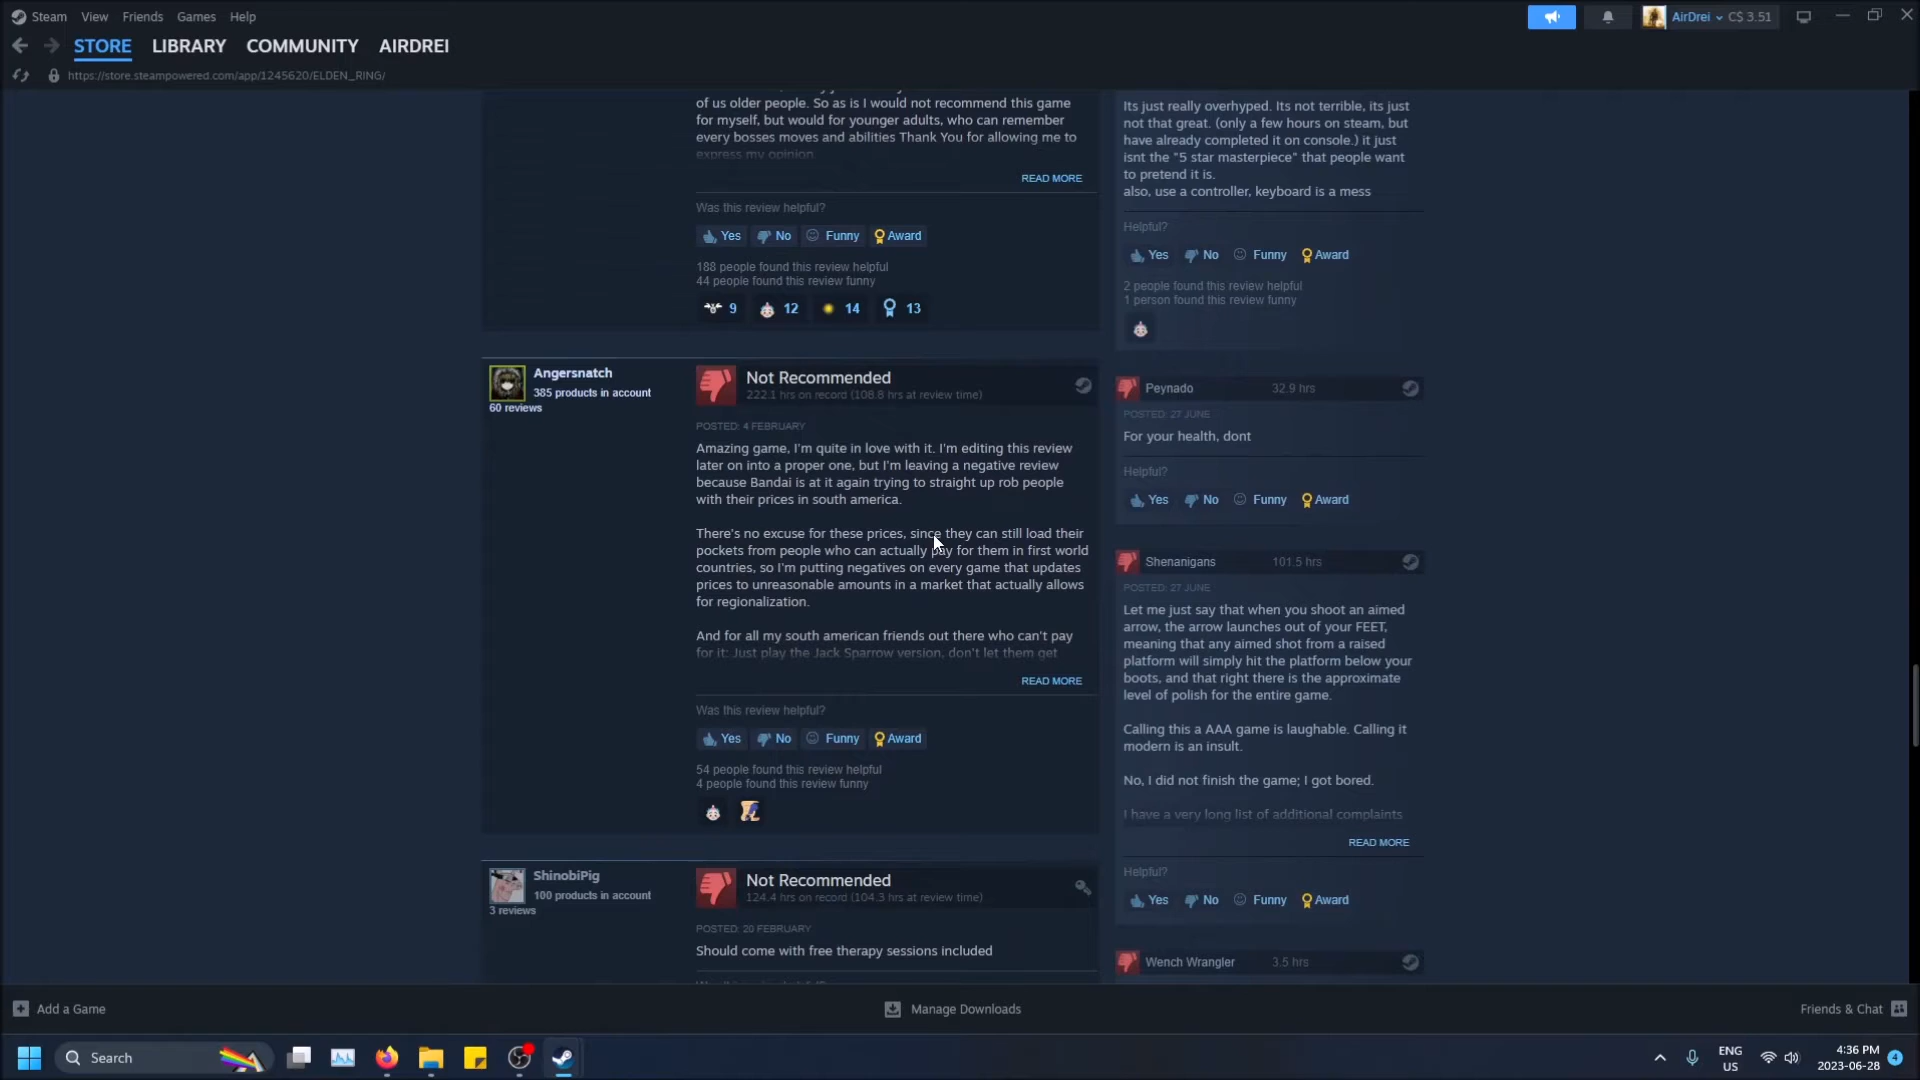 Steam View Friends Games Help
AirDrei C$ 3.51
STORE LIBRARY COMMUNITY AIRDREI
https://store.steampowered.com/app/1245620/ELDEN_RING/
of us older people. So as is I would not recommend this game
for myself, but would for younger adults, who can remember
every bosses moves and abilities Thank You for allowing me to
express my opinion.
READ MORE
Was this review helpful?
Yes No Funny Award
188 people found this review helpful
44 people found this review funny
9 12 14 13
Angersnatch
385 products in account
60 reviews
Not Recommended
222.1 hrs on record (108.8 hrs at review time)
POSTED: 4 FEBRUARY
Amazing game, I'm quite in love with it. I'm editing this review
later on into a proper one, but I'm leaving a negative review
because Bandai is at it again trying to straight up rob people
with their prices in south america.
There's no excuse for these prices, since they can still load their
pockets from people who can actually pay for them in first world
countries, so I'm putting negatives on every game that updates
prices to unreasonable amounts in a market that actually allows
for regionalization.
And for all my south american friends out there who can't pay
for it: Just play the Jack Sparrow version, don't let them get
READ MORE
Was this review helpful?
Yes No Funny Award
54 people found this review helpful
4 people found this review funny
ShinobiPig
100 products in account
3 reviews
Not Recommended
124.4 hrs on record (104.3 hrs at review time)
POSTED: 20 FEBRUARY
Should come with free therapy sessions included
Its just really overhyped. Its not terrible, its just
not that great. (only a few hours on steam, but
have already completed it on console.) it just
isnt the "5 star masterpiece" that people want
to pretend it is.
also, use a controller, keyboard is a mess
Helpful?
Yes No Funny Award
2 people found this review helpful
1 person found this review funny
Peynado 32.9 hrs
POSTED: 27 JUNE
For your health, dont
Helpful?
Yes No Funny Award
Shenanigans 101.5 hrs
POSTED: 27 JUNE
Let me just say that when you shoot an aimed
arrow, the arrow launches out of your FEET,
meaning that any aimed shot from a raised
platform will simply hit the platform below your
boots, and that right there is the approximate
level of polish for the entire game.
Calling this a AAA game is laughable. Calling it
modern is an insult.
No, I did not finish the game; I got bored.
I have a very long list of additional complaints
READ MORE
Helpful?
Yes No Funny Award
Wench Wrangler 3.5 hrs
Add a Game
Manage Downloads
Friends & Chat
Search
ENG
US
4:36 PM
2023-06-28
4